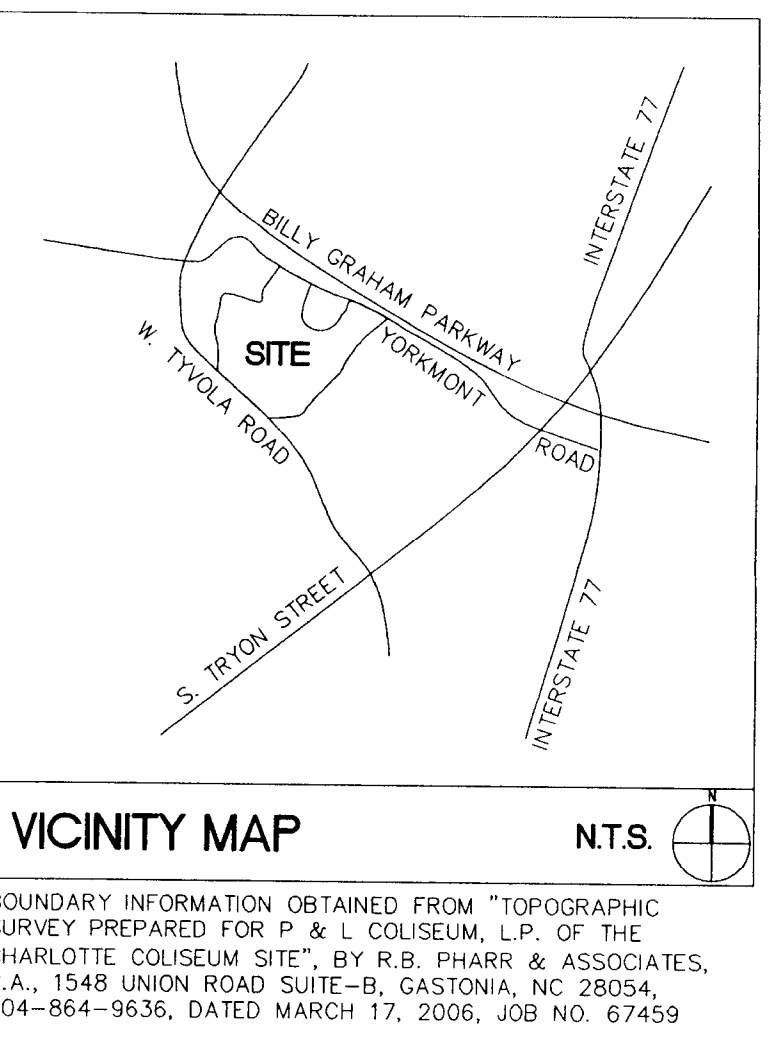 INTERSTATE 77
BILLY GRAHAM PARKWAY
YORKMONT
ROAD
SITE
W. TYVOLA ROAD
S. TRYON STREET
INTERSTATE 77
VICINITY MAP
N.T.S.
N
OUNDARY INFORMATION OBTAINED FROM "TOPOGRAPHIC
URVEY PREPARED FOR P & L COLISEUM, L.P. OF THE
HARLOTTE COLISEUM SITE", BY R.B. PHARR & ASSOCIATES,
.A., 1548 UNION ROAD SUITE-B, GASTONIA, NC 28054,
04-864-9636, DATED MARCH 17, 2006, JOB NO. 67459